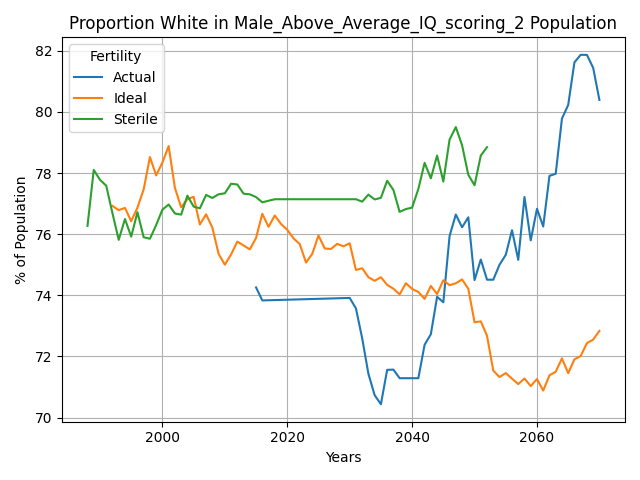 Proportion White in Male_Above_Average_IQ_scoring_2 Population
Fertility
Actual
Ideal
Sterile
% of Population
82
80
78
76
74
72
70
2000
2020
2040
2060
Years